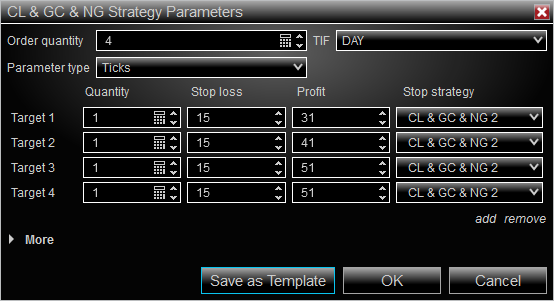 CL & GC & NG Strategy Parameters
Order quantity 4 TIF DAY
Parameter type Ticks
Quantity Stop loss Profit Stop strategy
Target 1 1 15 31 CL & GC & NG 2
Target 2 1 15 41 CL & GC & NG 2
Target 3 1 15 51 CL & GC & NG 2
Target 4 1 15 51 CL & GC & NG 2
add remove
More
Save as Template OK Cancel